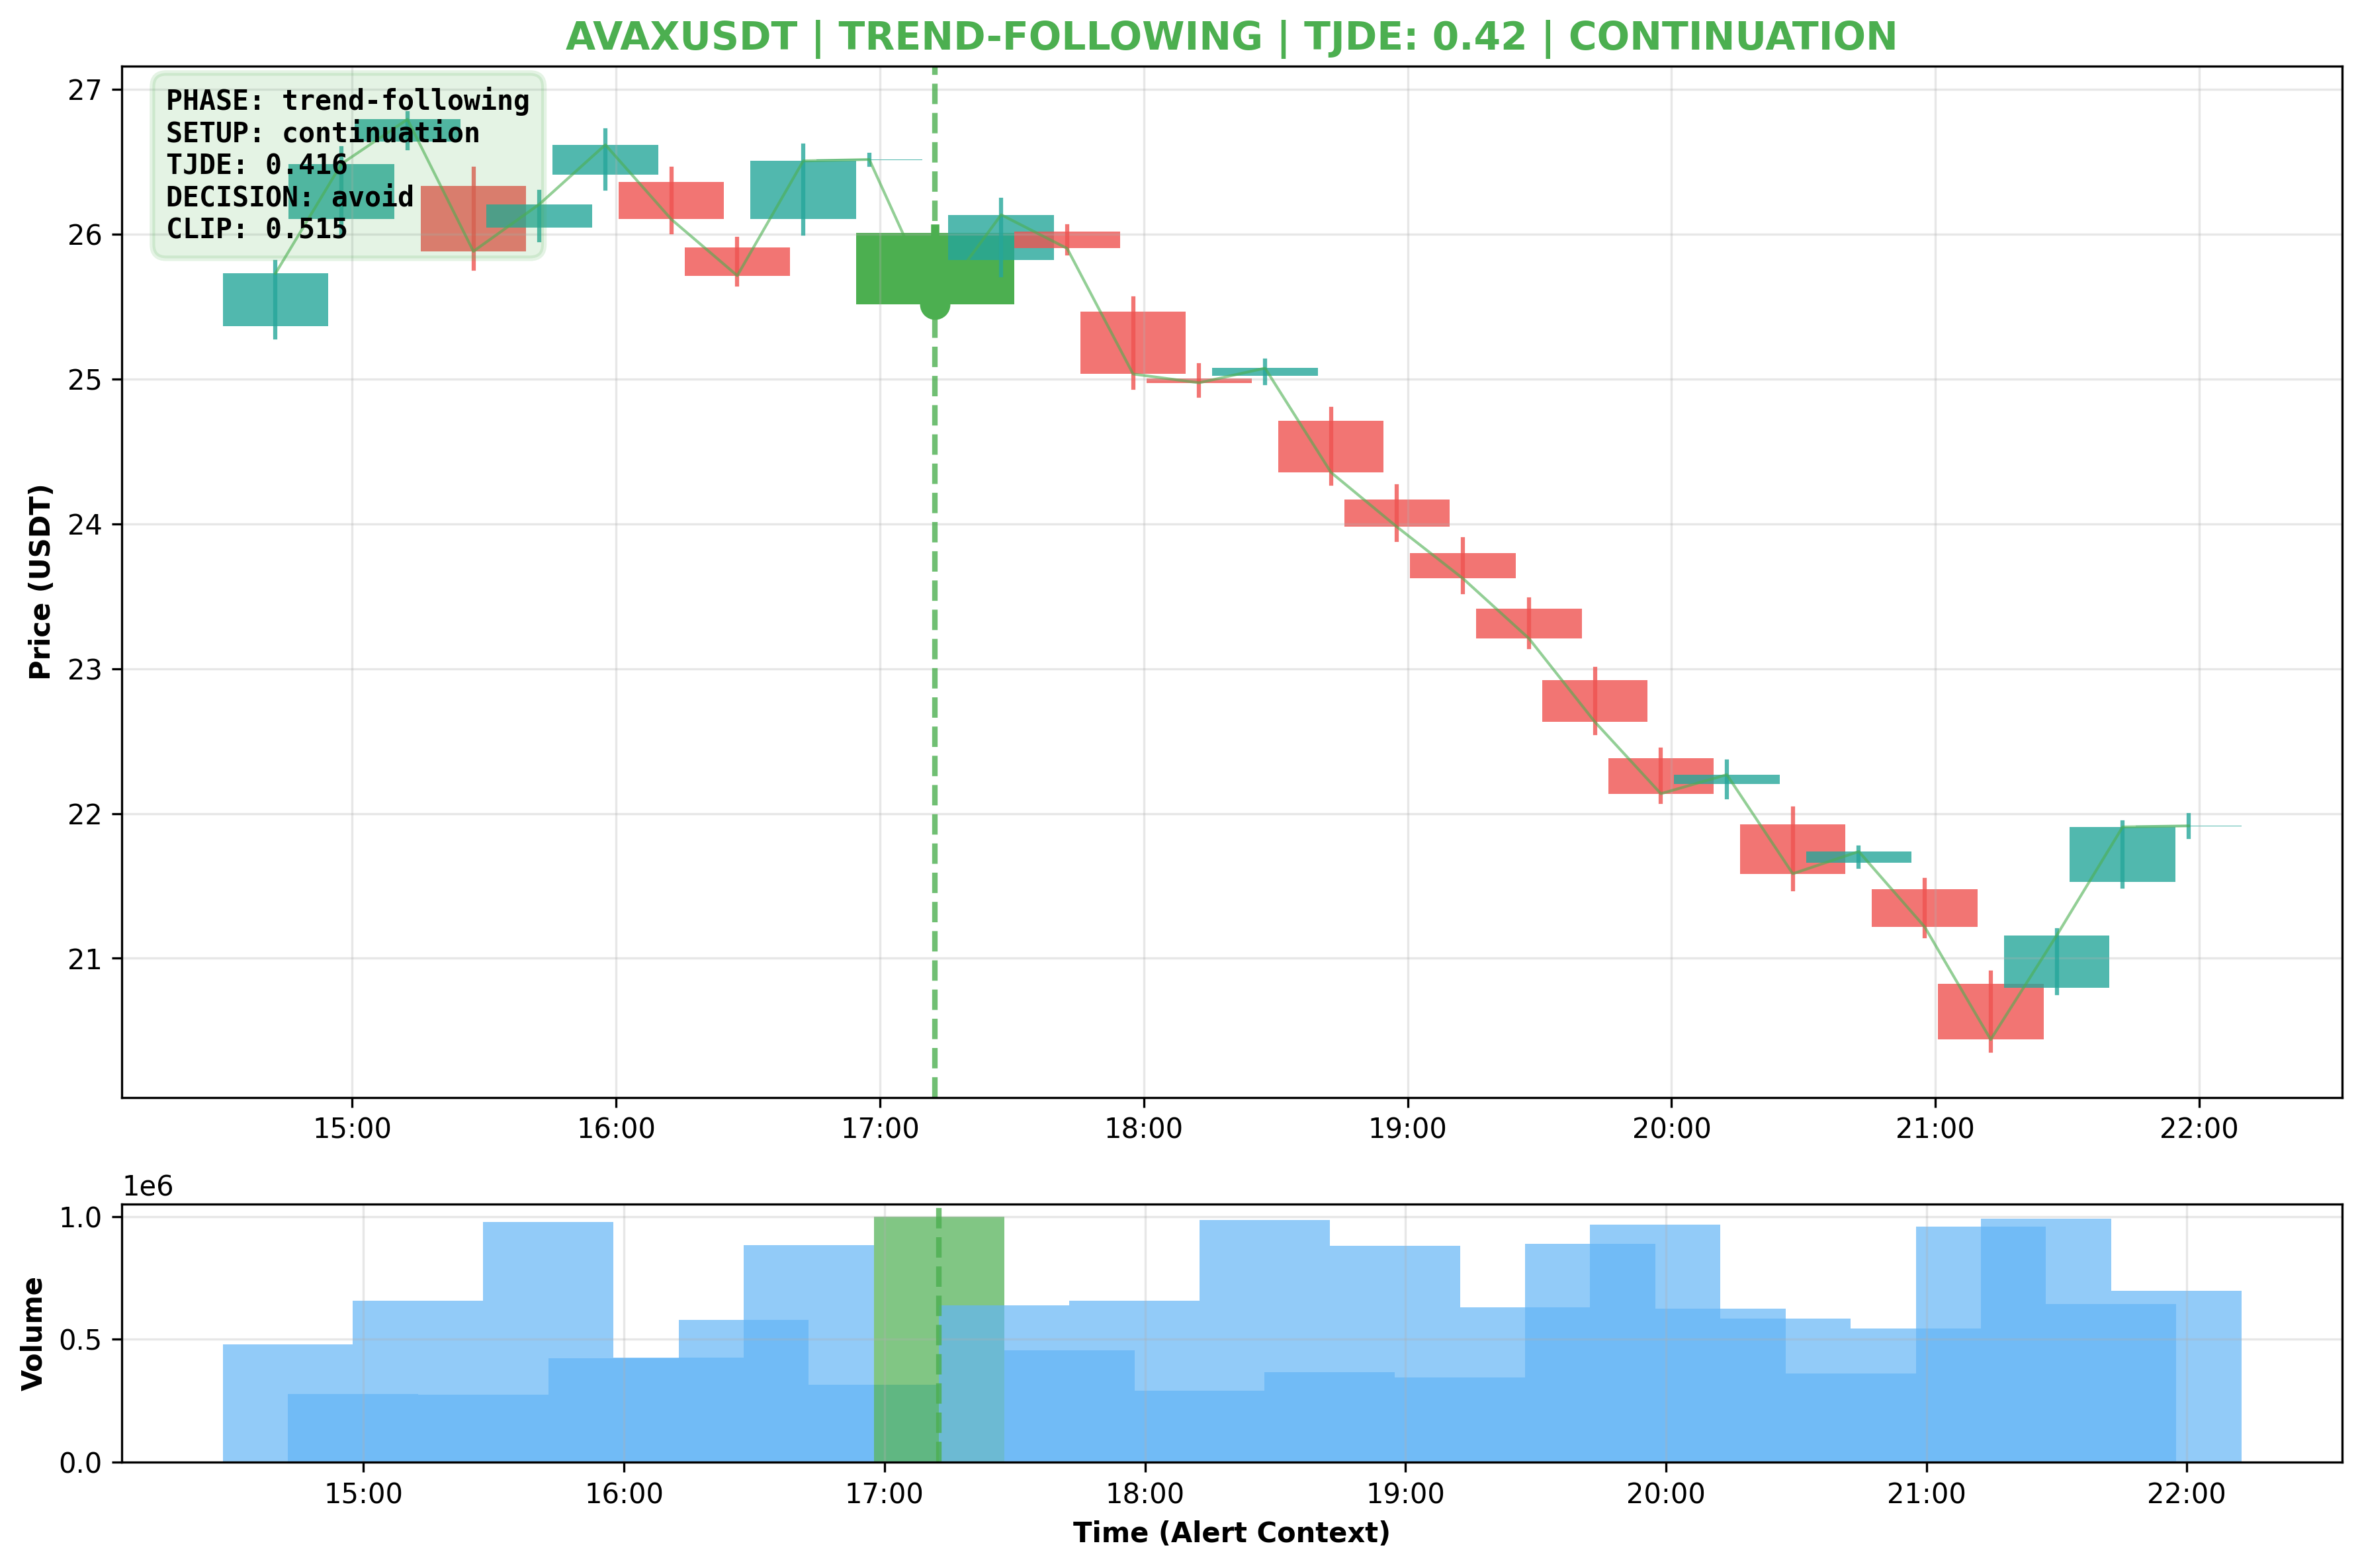 AVAXUSDT | TREND-FOLLOWING | TJDE: 0.42 | CONTINUATION
PHASE: trend-following
SETUP: continuation
TJDE: 0.416
DECISION: avoid
CLIP: 0.515
Price (USDT)
27
26
25
24
23
22
21
15:00
16:00
17:00
18:00
19:00
20:00
21:00
22:00
1e6
Volume
1.0
0.5
0.0
15:00
16:00
17:00
18:00
19:00
20:00
21:00
22:00
Time (Alert Context)